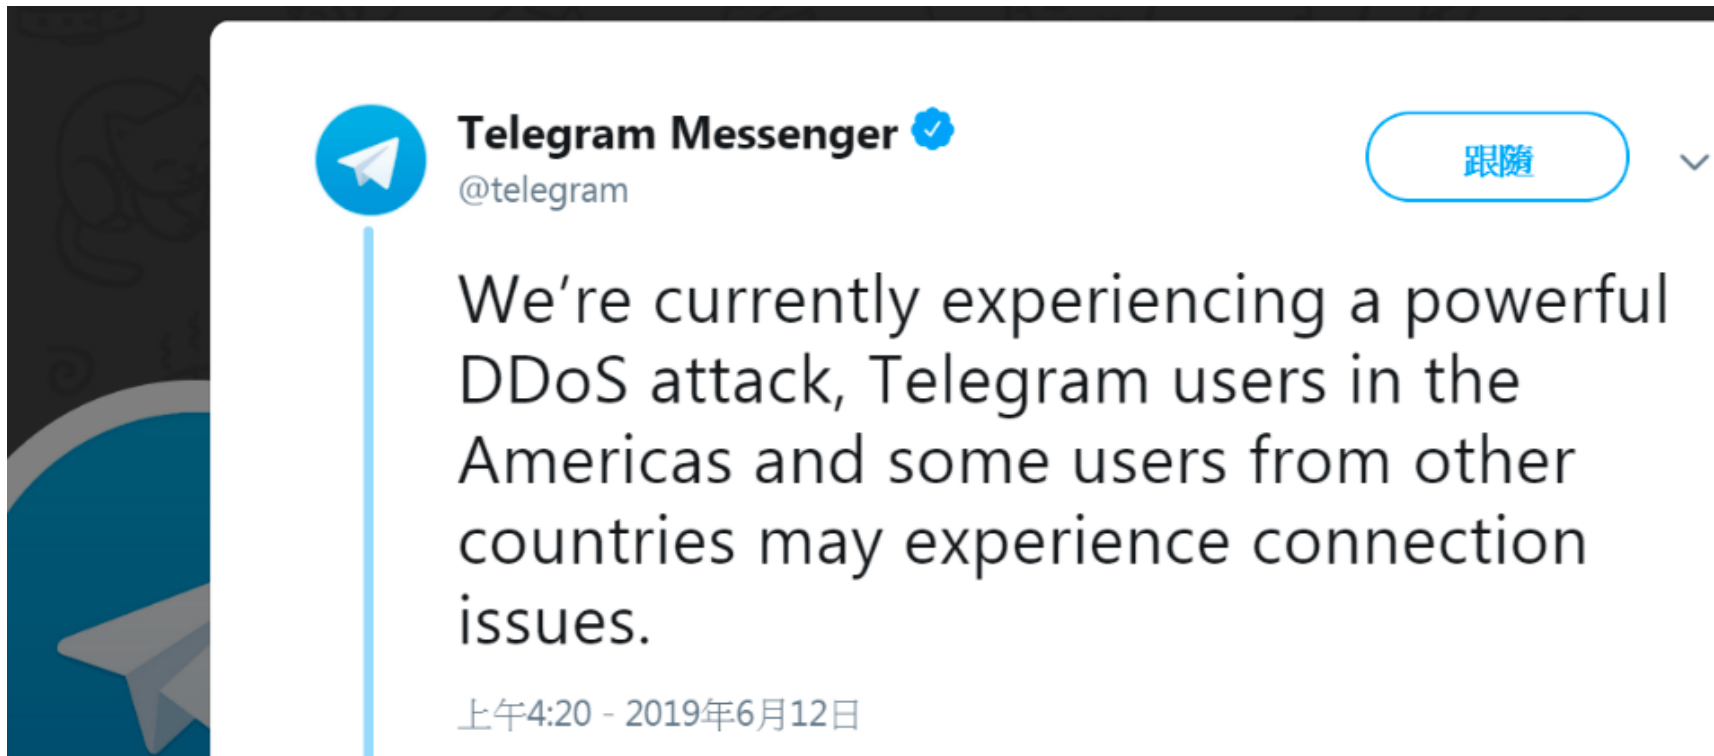 Telegram Messenger
@telegram
跟隨
We’re currently experiencing a powerful
DDoS attack, Telegram users in the
Americas and some users from other
countries may experience connection
issues.
上午4:20 - 2019年6月12日